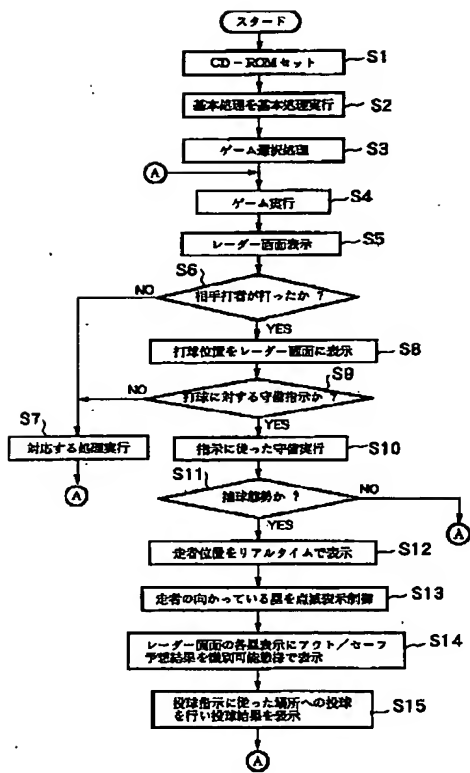 スタード
CD-ROMセット
S1
基本処理を基本処理実行
S2
ゲーム選択処理
S3
A
ゲーム実行
S4
レーダー画面表示
S5
S6
相手打者が打ったか ?
NO
YES
打球位置をレーダー画面に表示
S8
S9
打球に対する守備指示か ?
NO
YES
S7
対応する処理実行
A
指示に従った守備実行
S10
S11
捕球態勢か ?
NO
A
YES
走者位置をリアルタイムで表示
S12
走者の向かっている塁を点滅表示制御
S13
レーダー画面の各塁表示にアウト/セーフ
予想結果を識別可能態様で表示
S14
投球指示に従った場所への投球
を行い投球結果を表示
S15
A